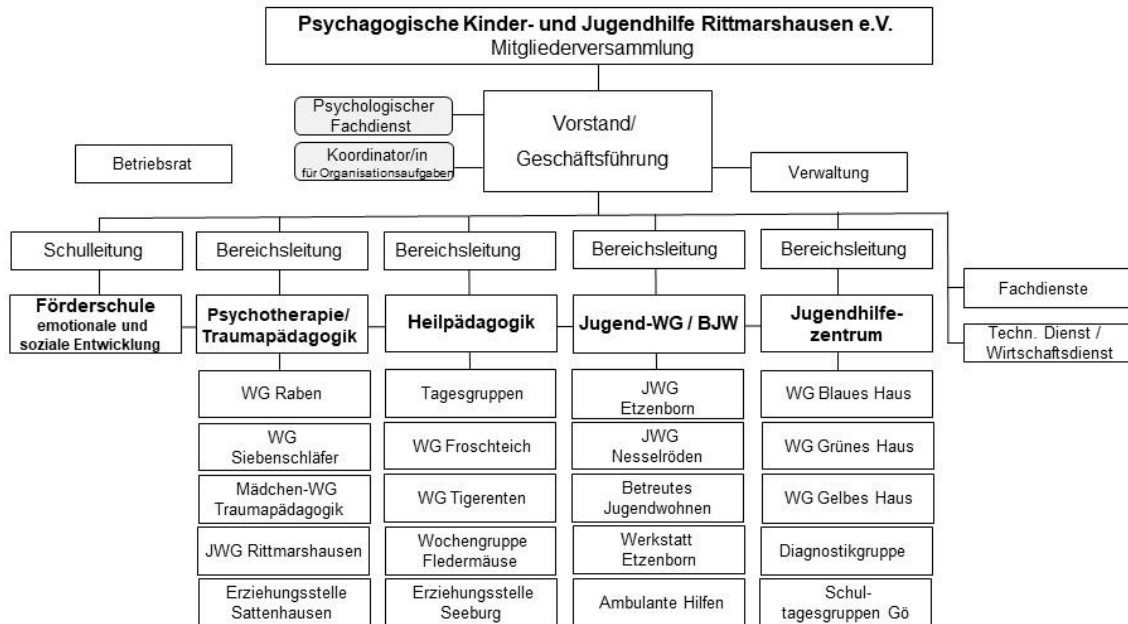 Psychagogische Kinder- und Jugendhilfe Rittmarshausen e.V.
Mitgliederversammlung
Psychologischer
Fachdienst
Vorstand/
Geschäftsführung
Koordinator/in
für Organisationsaufgaben
Betriebsrat
Verwaltung
Schulleitung
Bereichsleitung
Bereichsleitung
Bereichsleitung
Bereichsleitung
Fachdienste
Techn. Dienst /
Wirtschaftsdienst
Förderschule
emotionale und
soziale Entwicklung
Psychotherapie/
Traumapädagogik
Heilpädagogik
Jugend-WG / BJW
Jugendhilfe-
zentrum
WG Raben
Tagesgruppen
JWG
Etzenborn
WG Blaues Haus
WG
Siebenschläfer
WG Froschteich
JWG
Nesselröden
WG Grünes Haus
Mädchen-WG
Traumapädagogik
WG Tigerenten
Betreutes
Jugendwohnen
WG Gelbes Haus
JWG Rittmarshausen
Wochengruppe
Fledermäuse
Werkstatt
Etzenborn
Diagnostikgruppe
Erziehungsstelle
Sattenhausen
Erziehungsstelle
Seeburg
Ambulante Hilfen
Schul-
tagesgruppen Gö